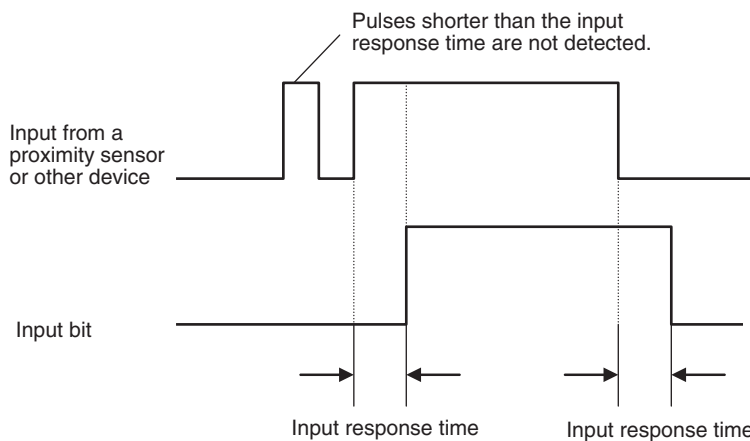 Pulses shorter than the input
response time are not detected.
Input from a
proximity sensor
or other device
Input bit
Input response time
Input response time